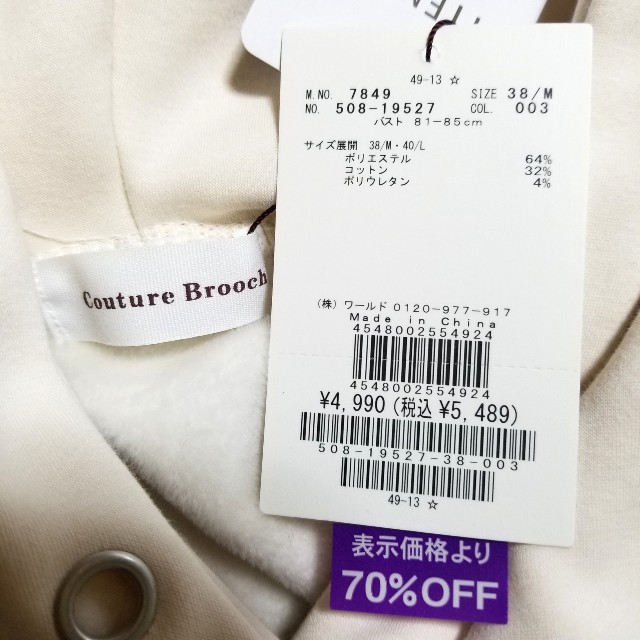 49-13 ☆
M.NO. 7849 SIZE 38/M
NO. 508-19527 COL. 003
バスト 81-85cm
サイズ展開 38/M・40/L
ポリエステル 64%
コットン 32%
ポリウレタン 4%
Couture Brooch
(株) ワールド 0120-977-917
Made in China
4548002554924
4548002554924
¥4,990(税込 ¥5,489)
508-19527-38-003
49-13 ☆
表示価格より
70%OFF